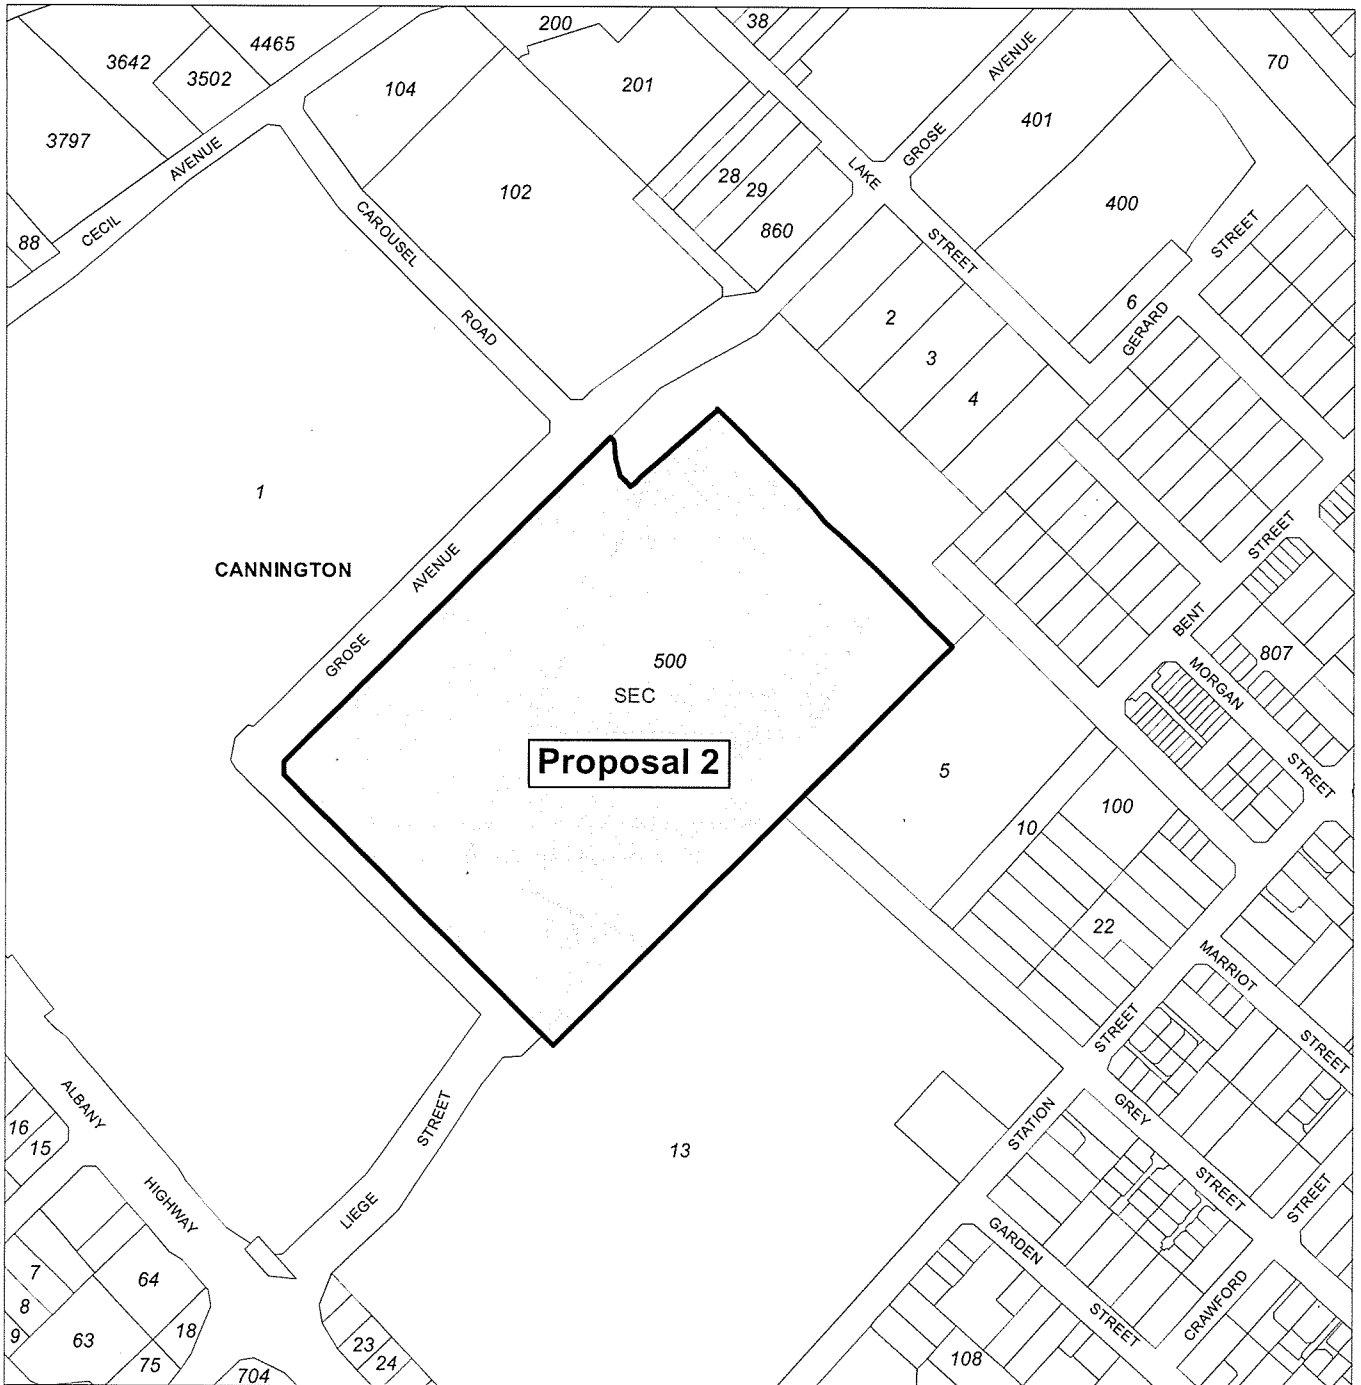 200
38
4465
3642
3502
104
201
70
3797
401
AVENUE
GROSE
CECIL
AVENUE
28
29
LAKE
STREET
102
400
88
CAROUSEL
ROAD
860
STREET
GERARD
6
2
3
4
1
CANNINGTON
GROSE
AVENUE
STREET
BENT
500
SEC
807
MORGAN
STREET
Proposal 2
5
10
100
22
MARRIOT
STREET
STREET
STATION
ALBANY
HIGHWAY
16
15
STREET
LIEGE
13
GREY
STREET
STREET
CRAWFORD
GARDEN
STREET
7
64
8
9
63
18
75
704
23
24
108